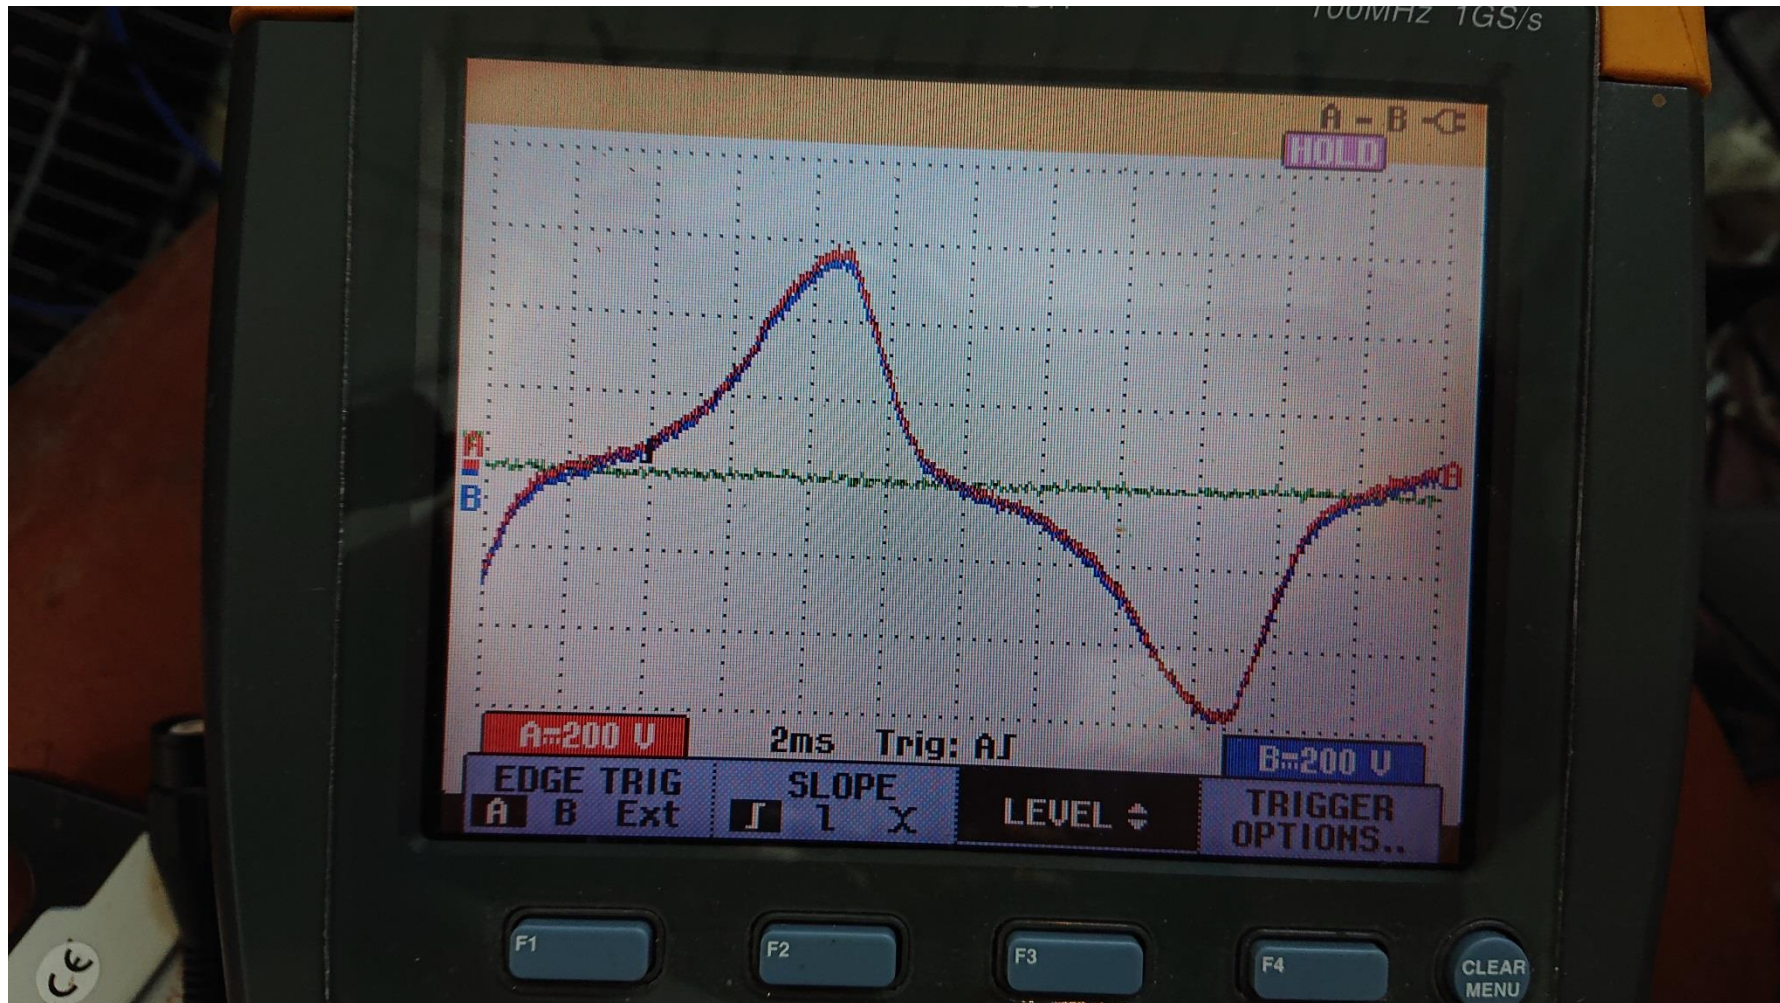 100MHz 1GS/s
A - B
HOLD
A
B
A
A=200 V
2ms Trig: A
B=200 V
EDGE TRIG
A B Ext
SLOPE
LEVEL
TRIGGER
OPTIONS..
F1
F2
F3
F4
CLEAR
MENU
CE